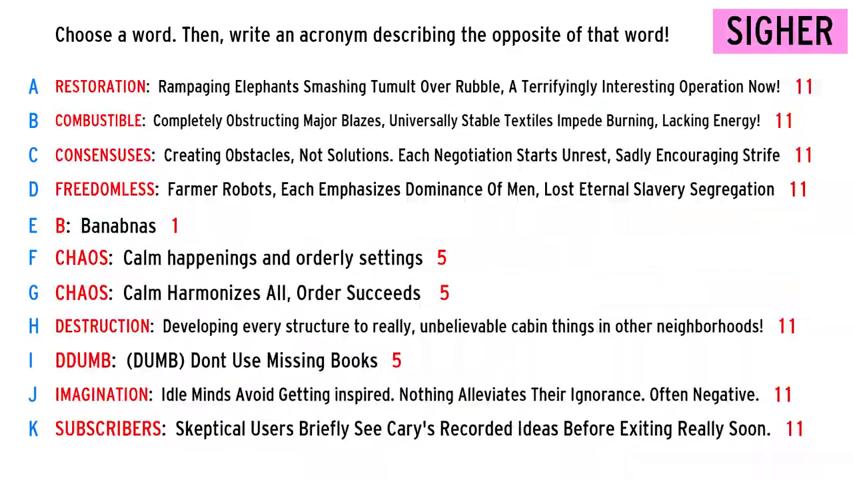 Choose a word. Then, write an acronym describing the opposite of that word!
SIGHER
A RESTORATION: Rampaging Elephants Smashing Tumult Over Rubble, A Terrifyingly Interesting Operation Now! 11
B COMBUSTIBLE: Completely Obstructing Major Blazes, Universally Stable Textiles Impede Burning, Lacking Energy! 11
C CONSENSUSES: Creating Obstacles, Not Solutions. Each Negotiation Starts Unrest, Sadly Encouraging Strife 11
D FREEDOMLESS: Farmer Robots, Each Emphasizes Dominance Of Men, Lost Eternal Slavery Segregation 11
E B: Banabnas 1
F CHAOS: Calm happenings and orderly settings 5
G CHAOS: Calm Harmonizes All, Order Succeeds 5
H DESTRUCTION: Developing every structure to really, unbelievable cabin things in other neighborhoods! 11
I DDUMB: (DUMB) Dont Use Missing Books 5
J IMAGINATION: Idle Minds Avoid Getting inspired. Nothing Alleviates Their Ignorance. Often Negative. 11
K SUBSCRIBERS: Skeptical Users Briefly See Cary's Recorded Ideas Before Exiting Really Soon. 11